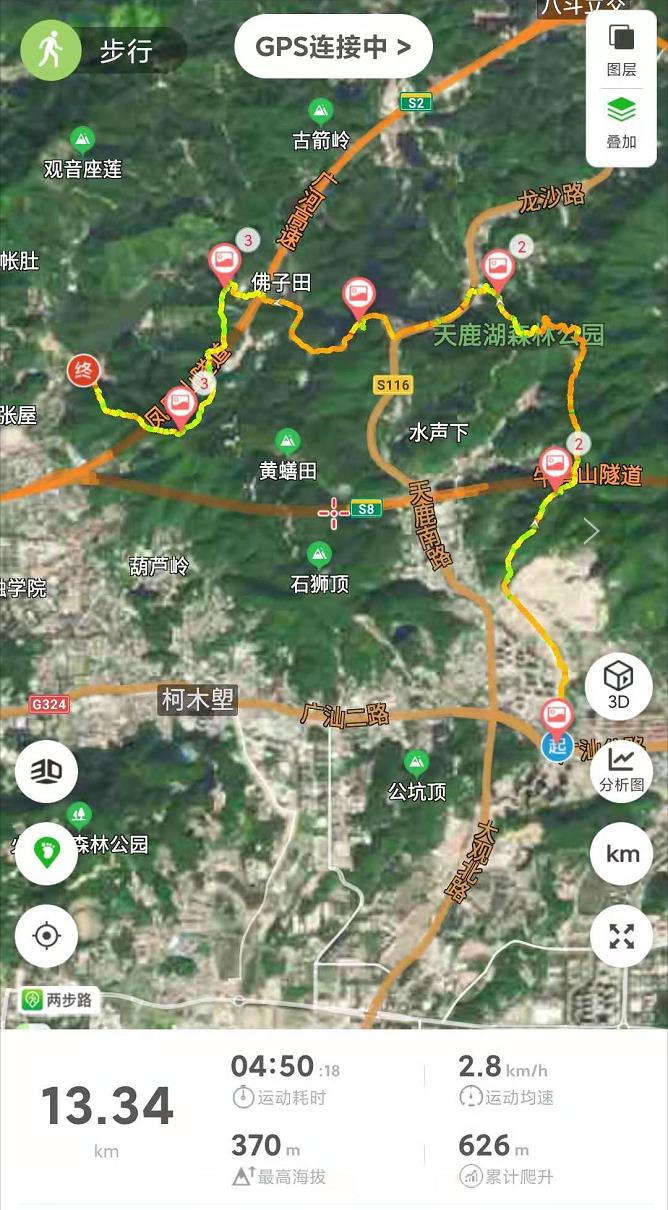 八斗立交
步行
GPS连接中 >
图层
叠加
S2
古箭岭
观音座莲
广河高速
龙沙路
3
2
帐肚
佛子田
天鹿湖森林公园
终
3
S116
张屋
水声下
2
黄蟮田
山隧道
S8
天鹿南路
葫芦岭
石狮顶
融学院
3D
G324
柯木塱
广汕二路
起
分析图
3D
公坑顶
森林公园
大观北路
km
两步路
13.34
km
04:50:18
运动耗时
2.8 km/h
运动均速
370 m
最高海拔
626 m
累计爬升